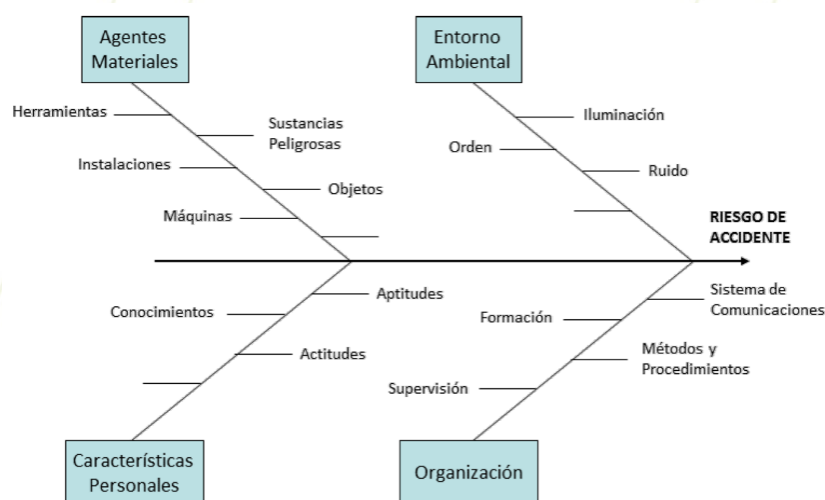 Agentes
Materiales
Entorno
Ambiental
Herramientas
Sustancias
Peligrosas
Instalaciones
Objetos
Máquinas
Iluminación
Orden
Ruido
RIESGO DE
ACCIDENTE
Aptitudes
Conocimientos
Actitudes
Sistema de
Comunicaciones
Formación
Métodos y
Procedimientos
Supervisión
Características
Personales
Organización